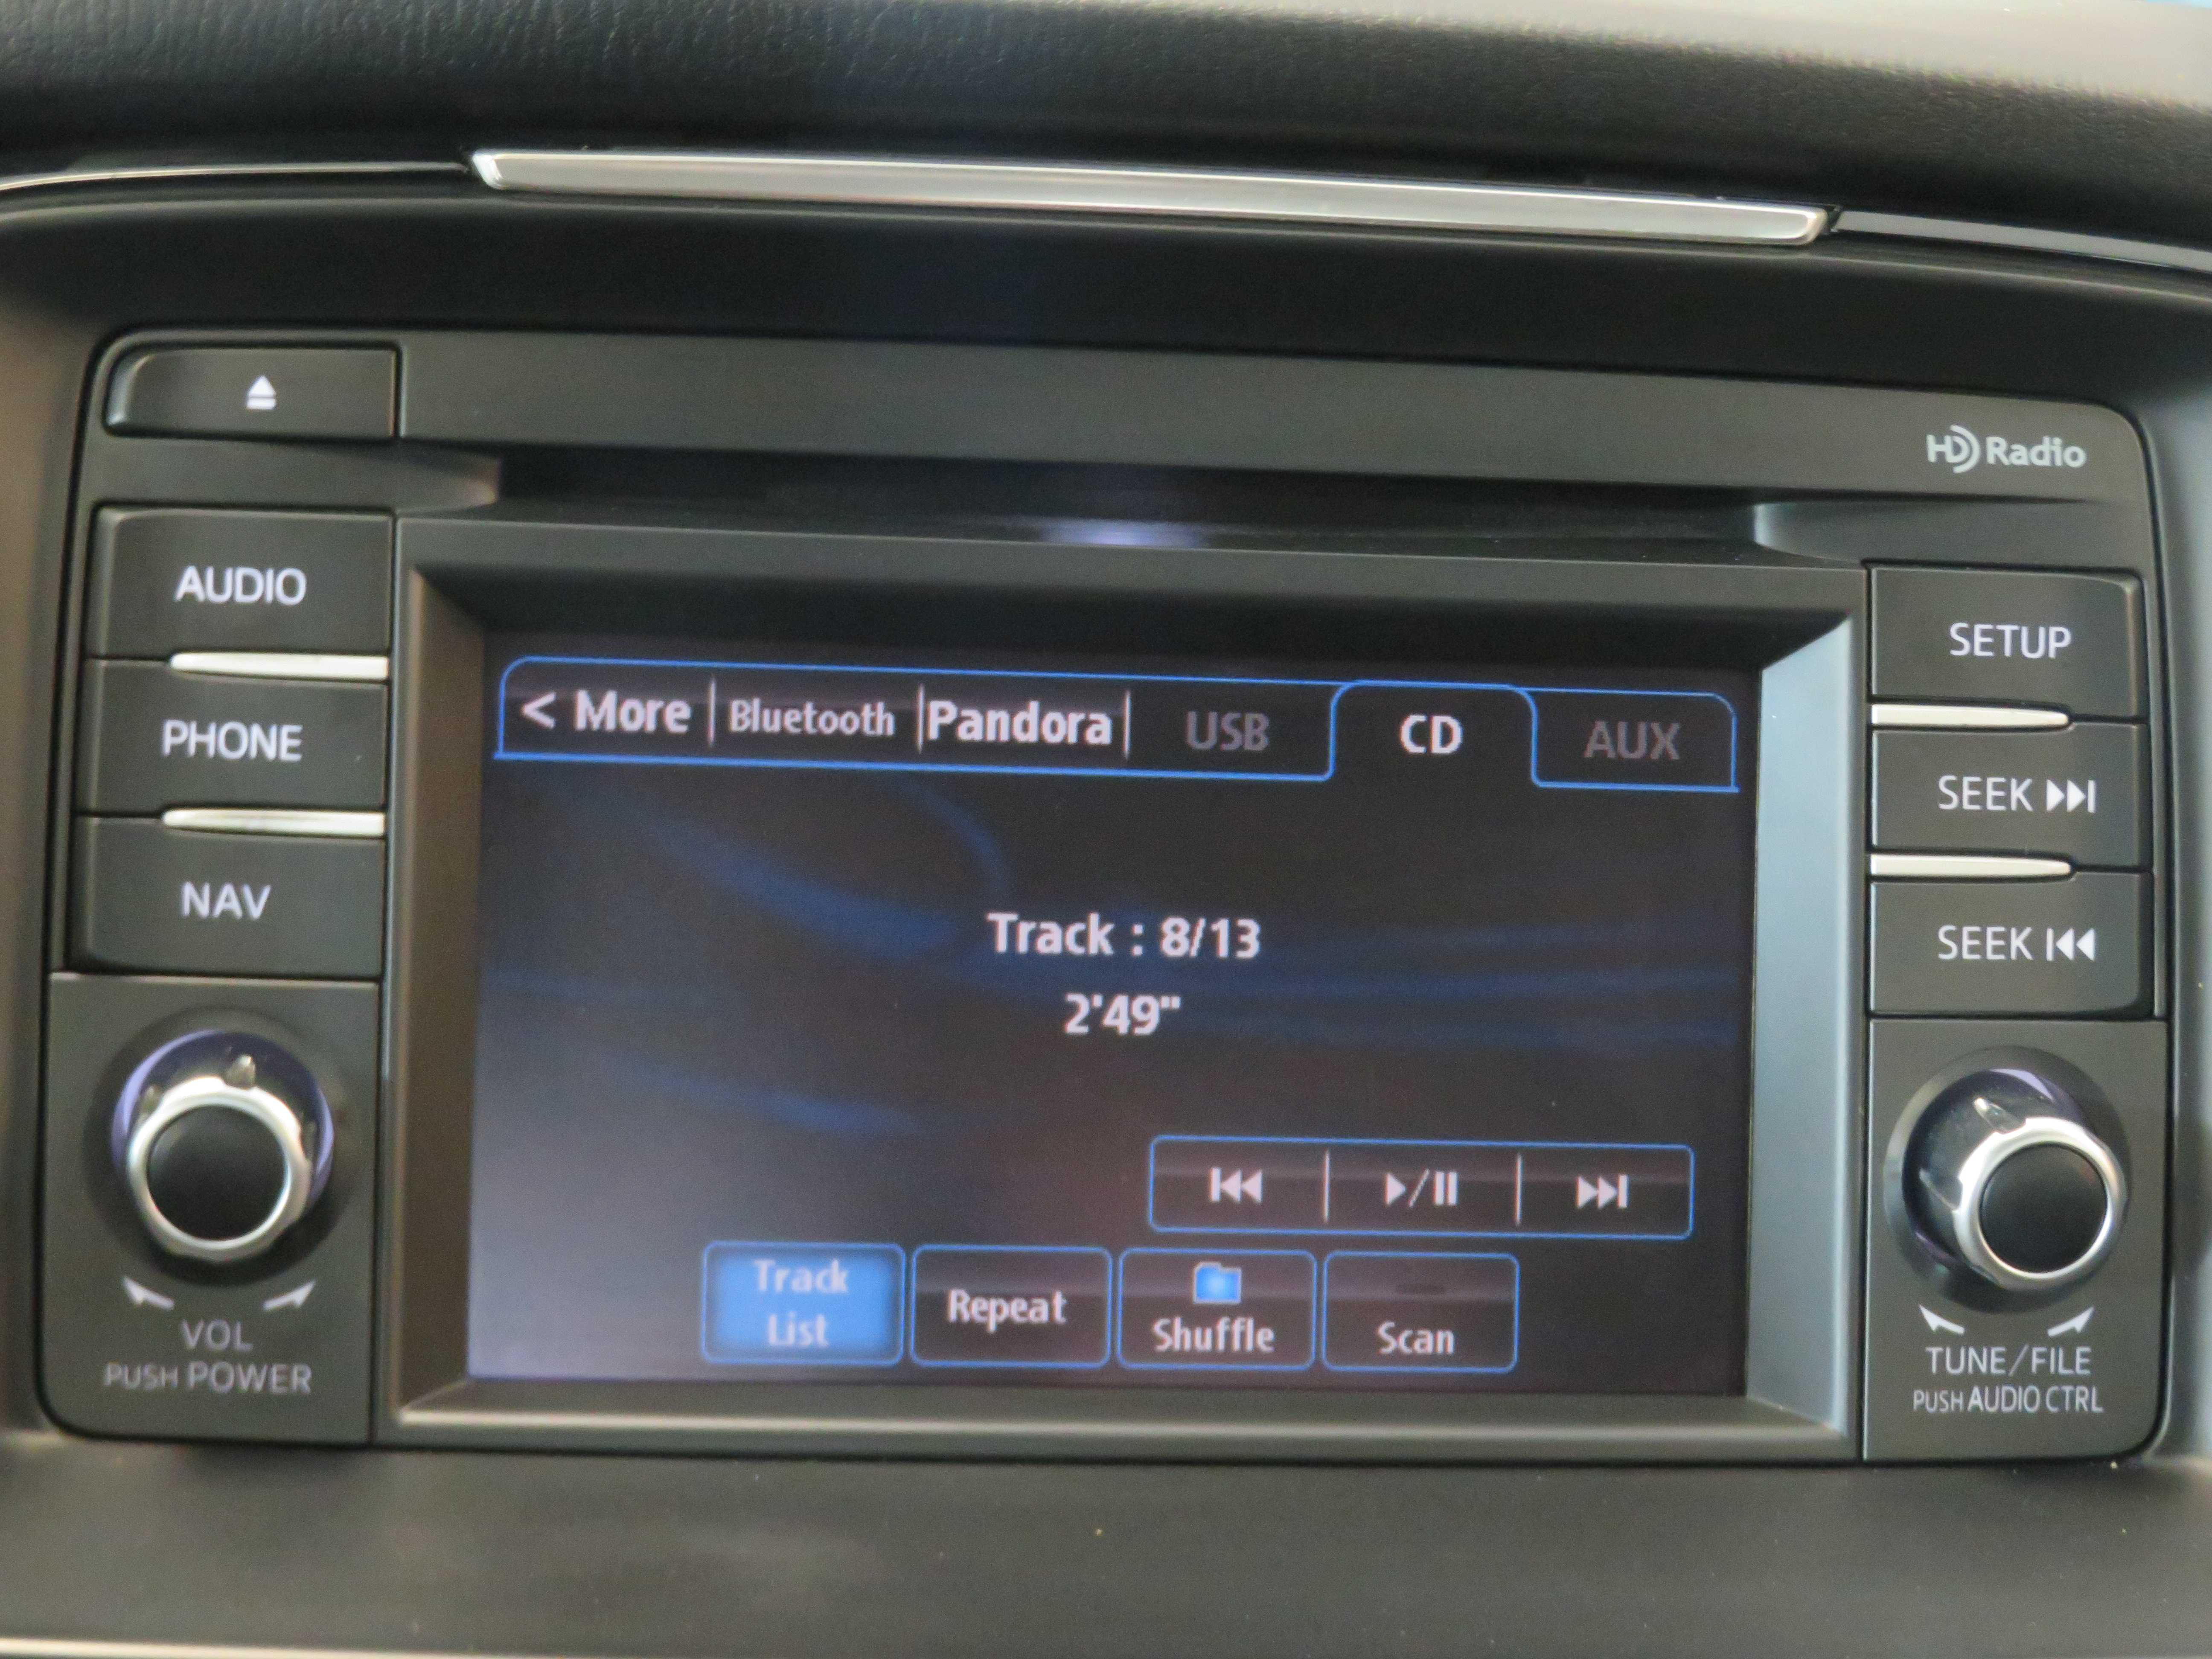 HD Radio
AUDIO
PHONE
NAV
VOL
PUSH POWER
< More Bluetooth Pandora USB CD AUX
Track : 8/13
2'49"
Track
List
Repeat
Shuffle
Scan
SETUP
SEEK
SEEK
TUNE/FILE
PUSH AUDIO CTRL